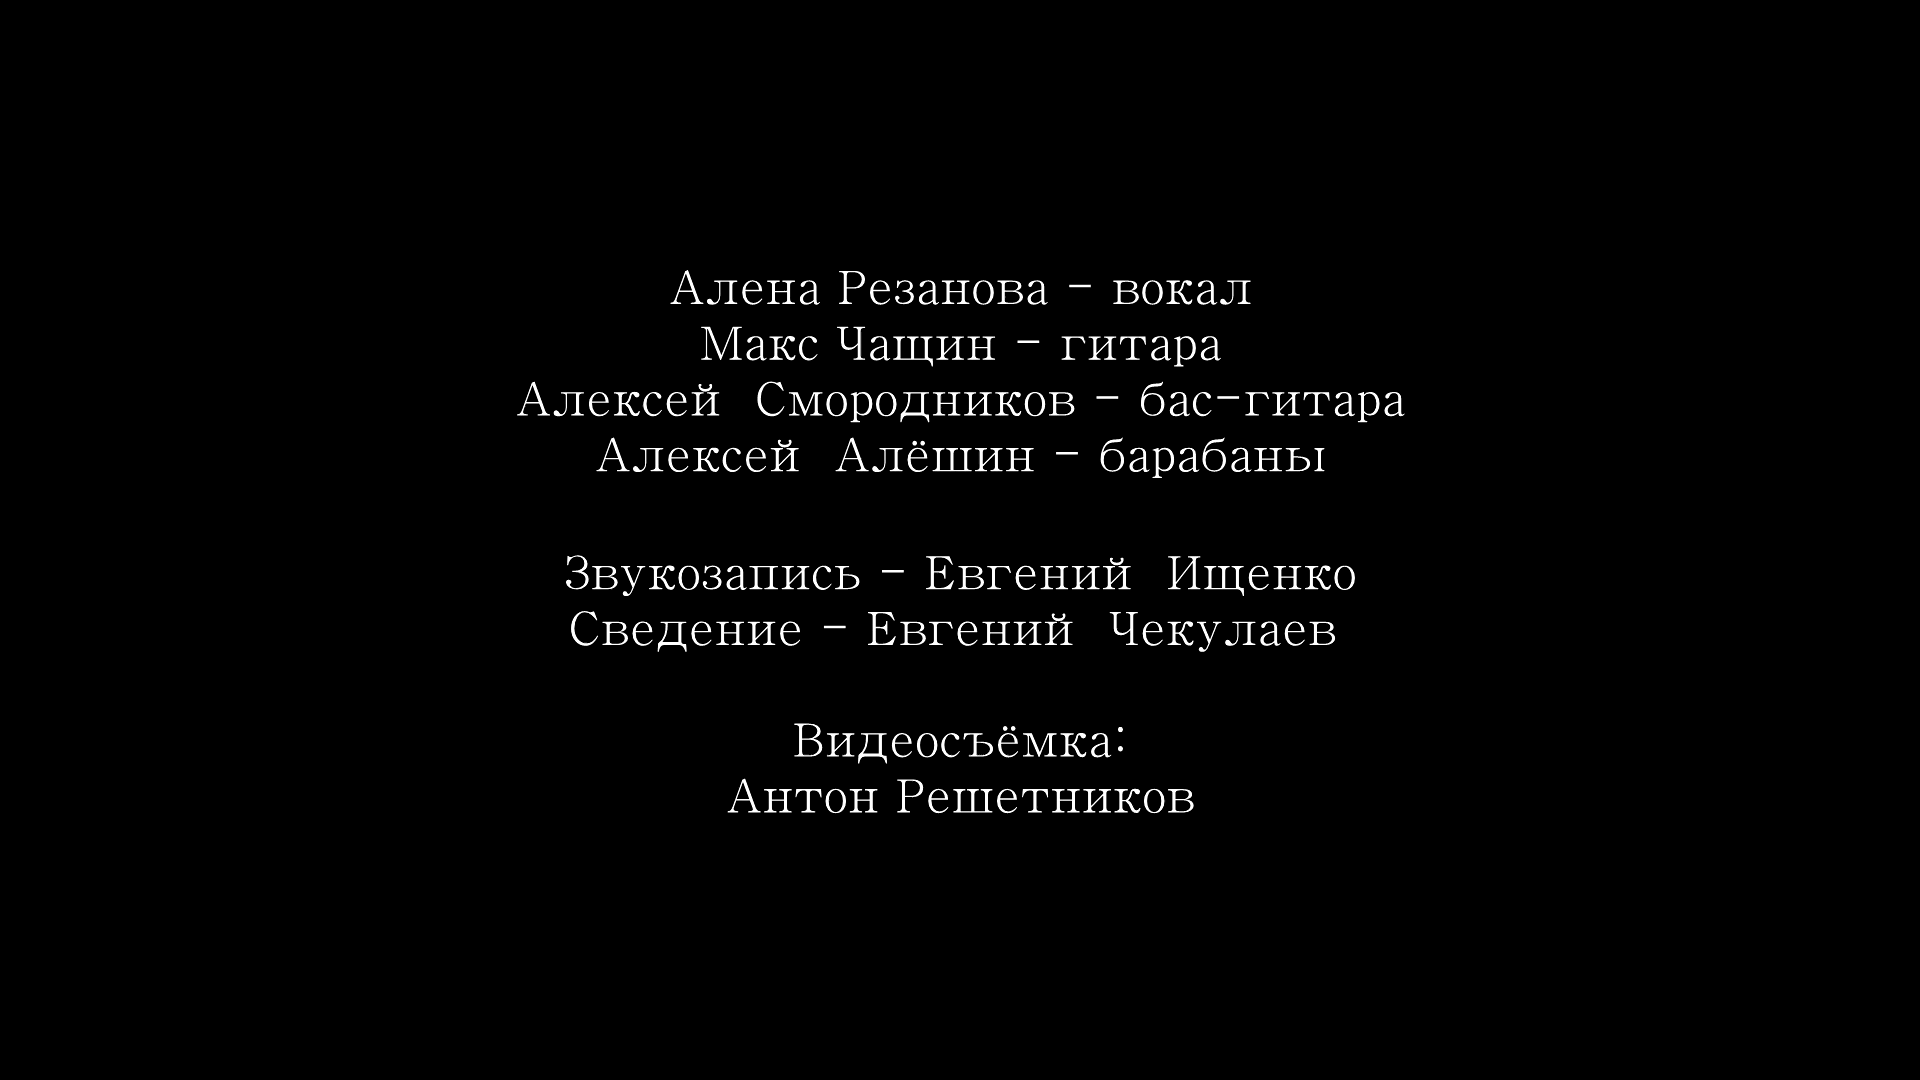 Алена Резанова - вокал
Макс Чащин - гитара
Алексей Смородников - бас-гитара
Алексей Алёшин - барабаны
Звукозапись - Евгений Ищенко
Сведение - Евгений Чекулаев
Видеосъёмка:
Антон Решетников